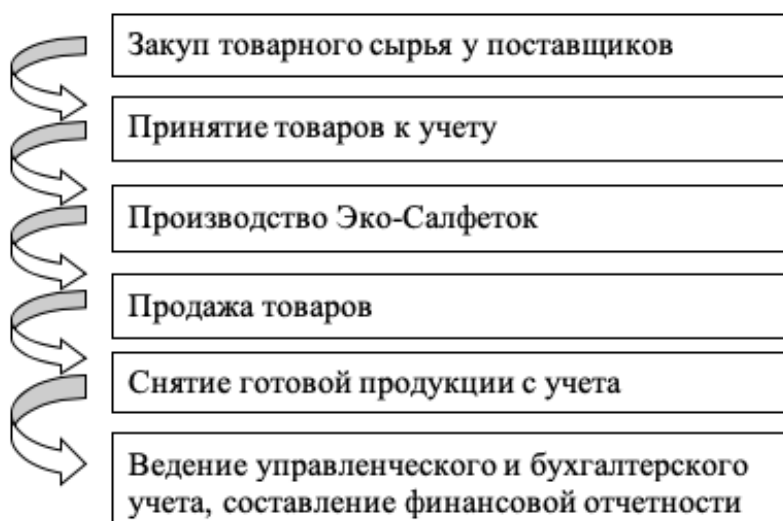 Закуп товарного сырья у поставщиков
Принятие товаров к учету
Производство Эко-Салфеток
Продажа товаров
Снятие готовой продукции с учета
Ведение управленческого и бухгалтерского
учета, составление финансовой отчетности